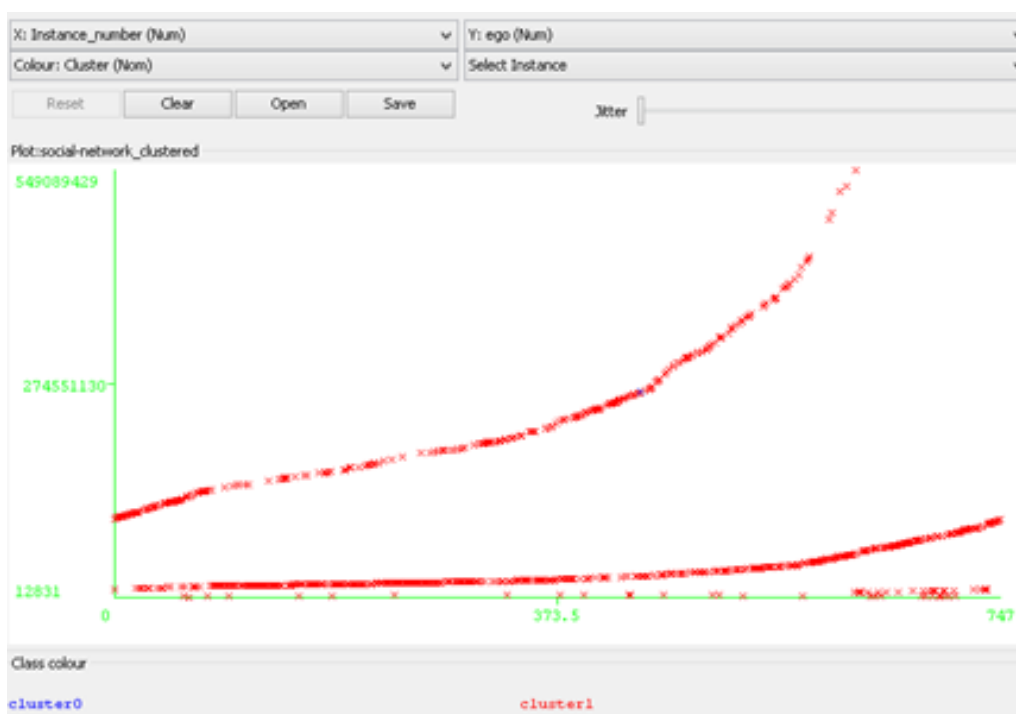 X: Instance_number (Num) Y: ego (Num)
Colour: Cluster (Nom) Select Instance
Reset Clear Open Save Jitter
Plot:social-network_clustered
549089429
274551130
12831
0 373.5 747
Class colour
cluster0 cluster1